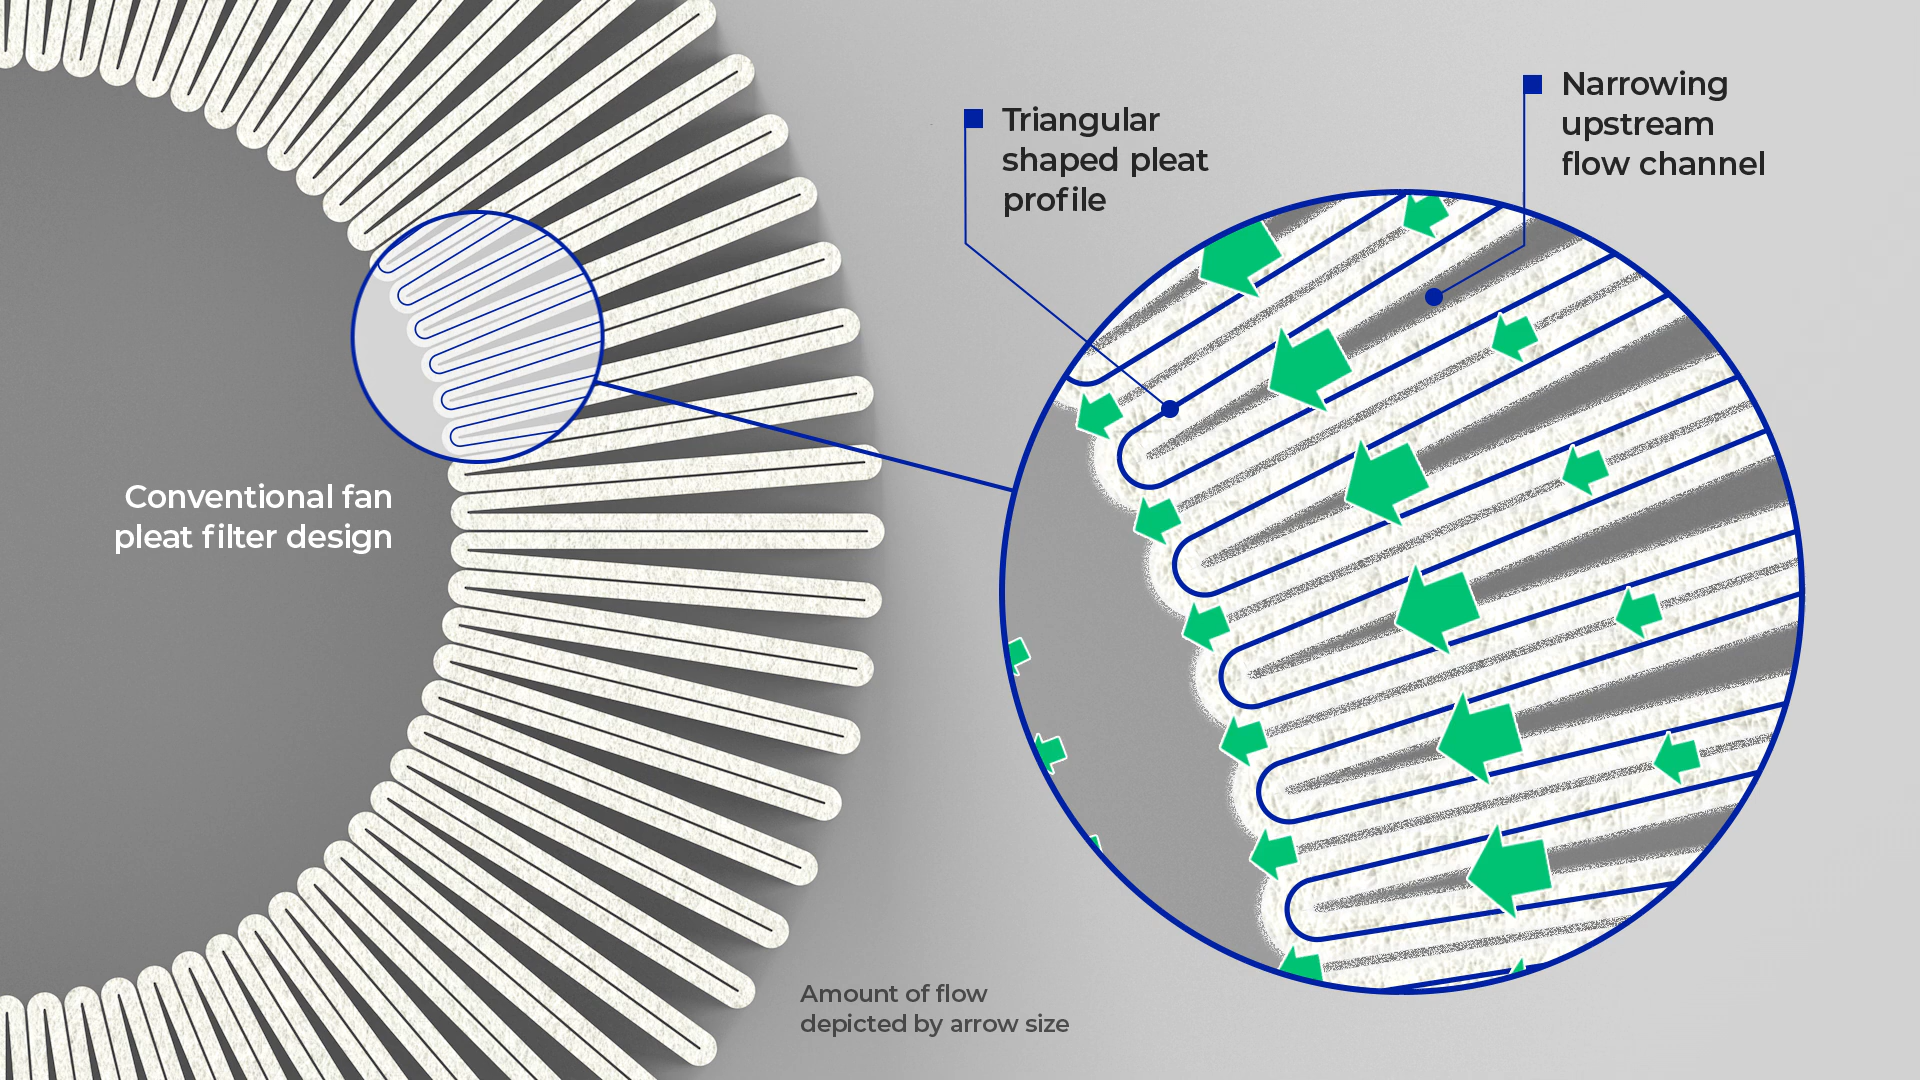 Narrowing
upstream
flow channel
Triangular
shaped pleat
profile
Conventional fan
pleat filter design
Amount of flow
depicted by arrow size